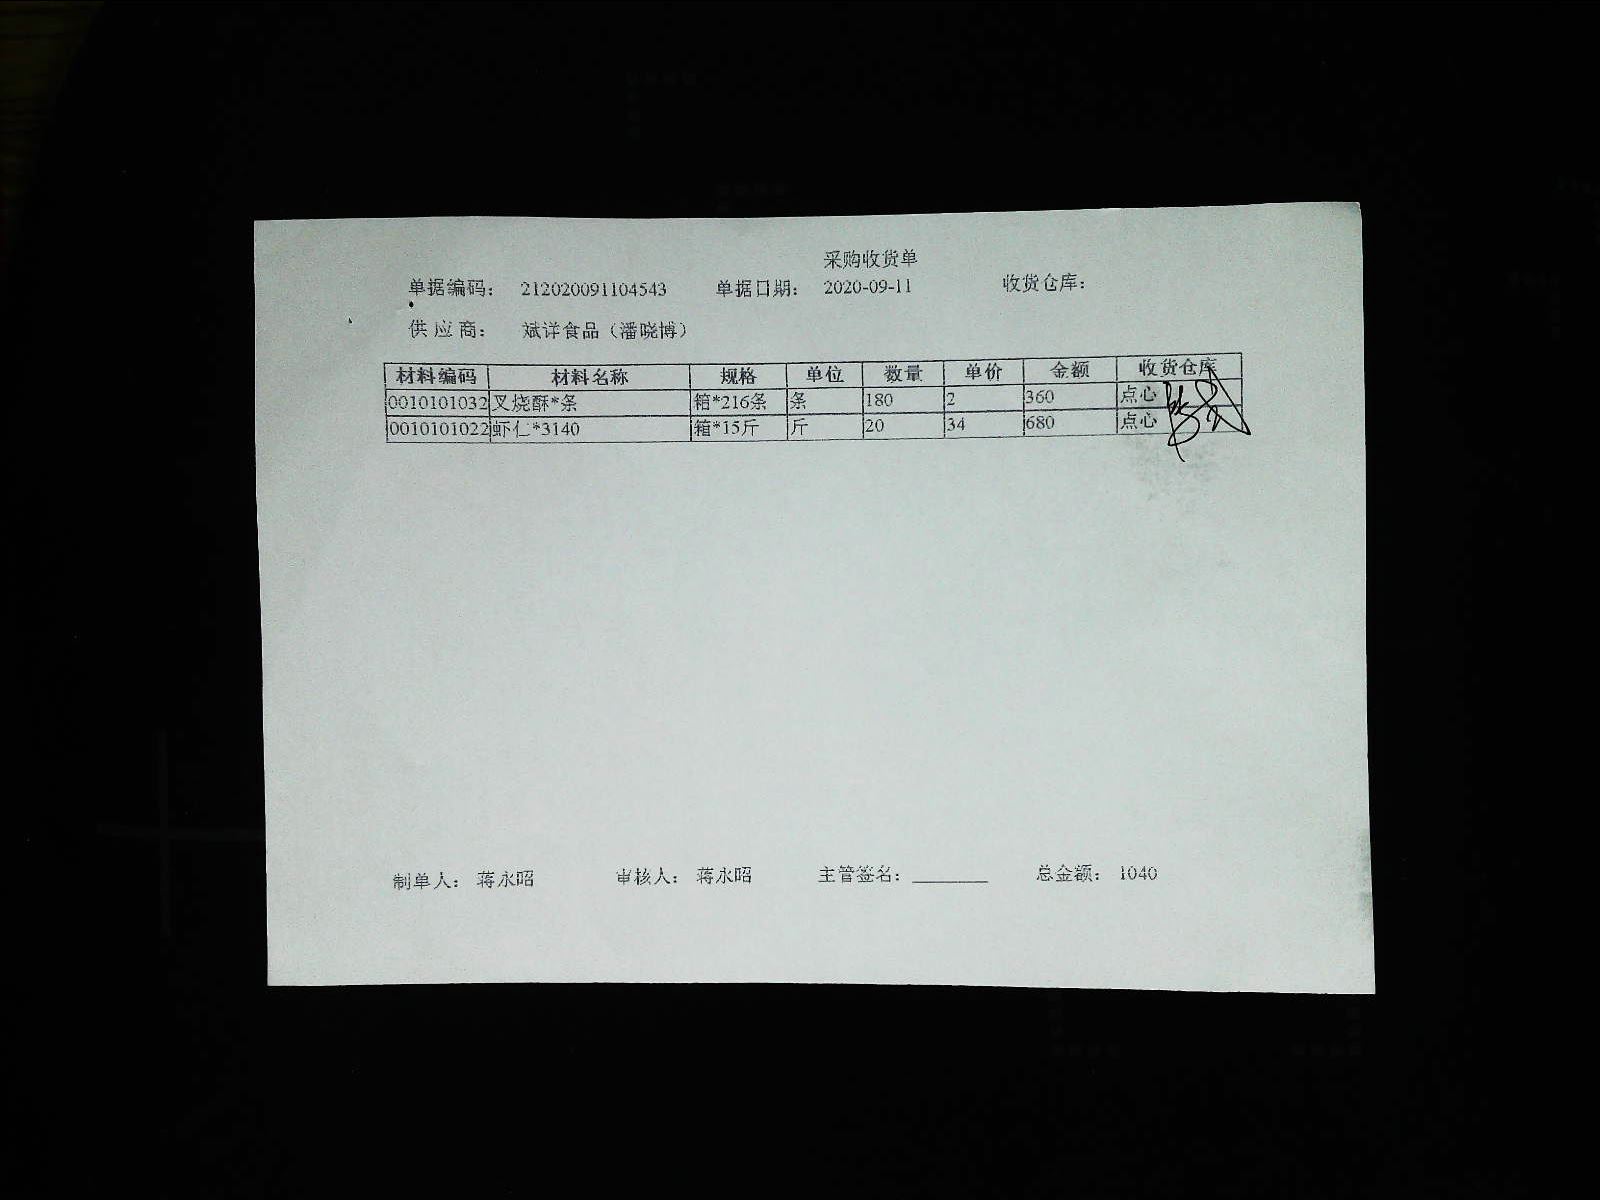 采购收货单
单据编码： 212020091104543 单据日期： 2020-09-11 收货仓库：
供应商： 斌详食品（潘晓博）
材料编码 材料名称 规格 单位 数量 单价 金额 收货仓库
0010101032 叉烧酥*条 箱*216条 条 180 2 360 点心
0010101022 虾仁*3140 箱*15斤 斤 20 34 680 点心
制单人： 蒋永昭 审核人： 蒋永昭 主管签名：________ 总金额： 1040